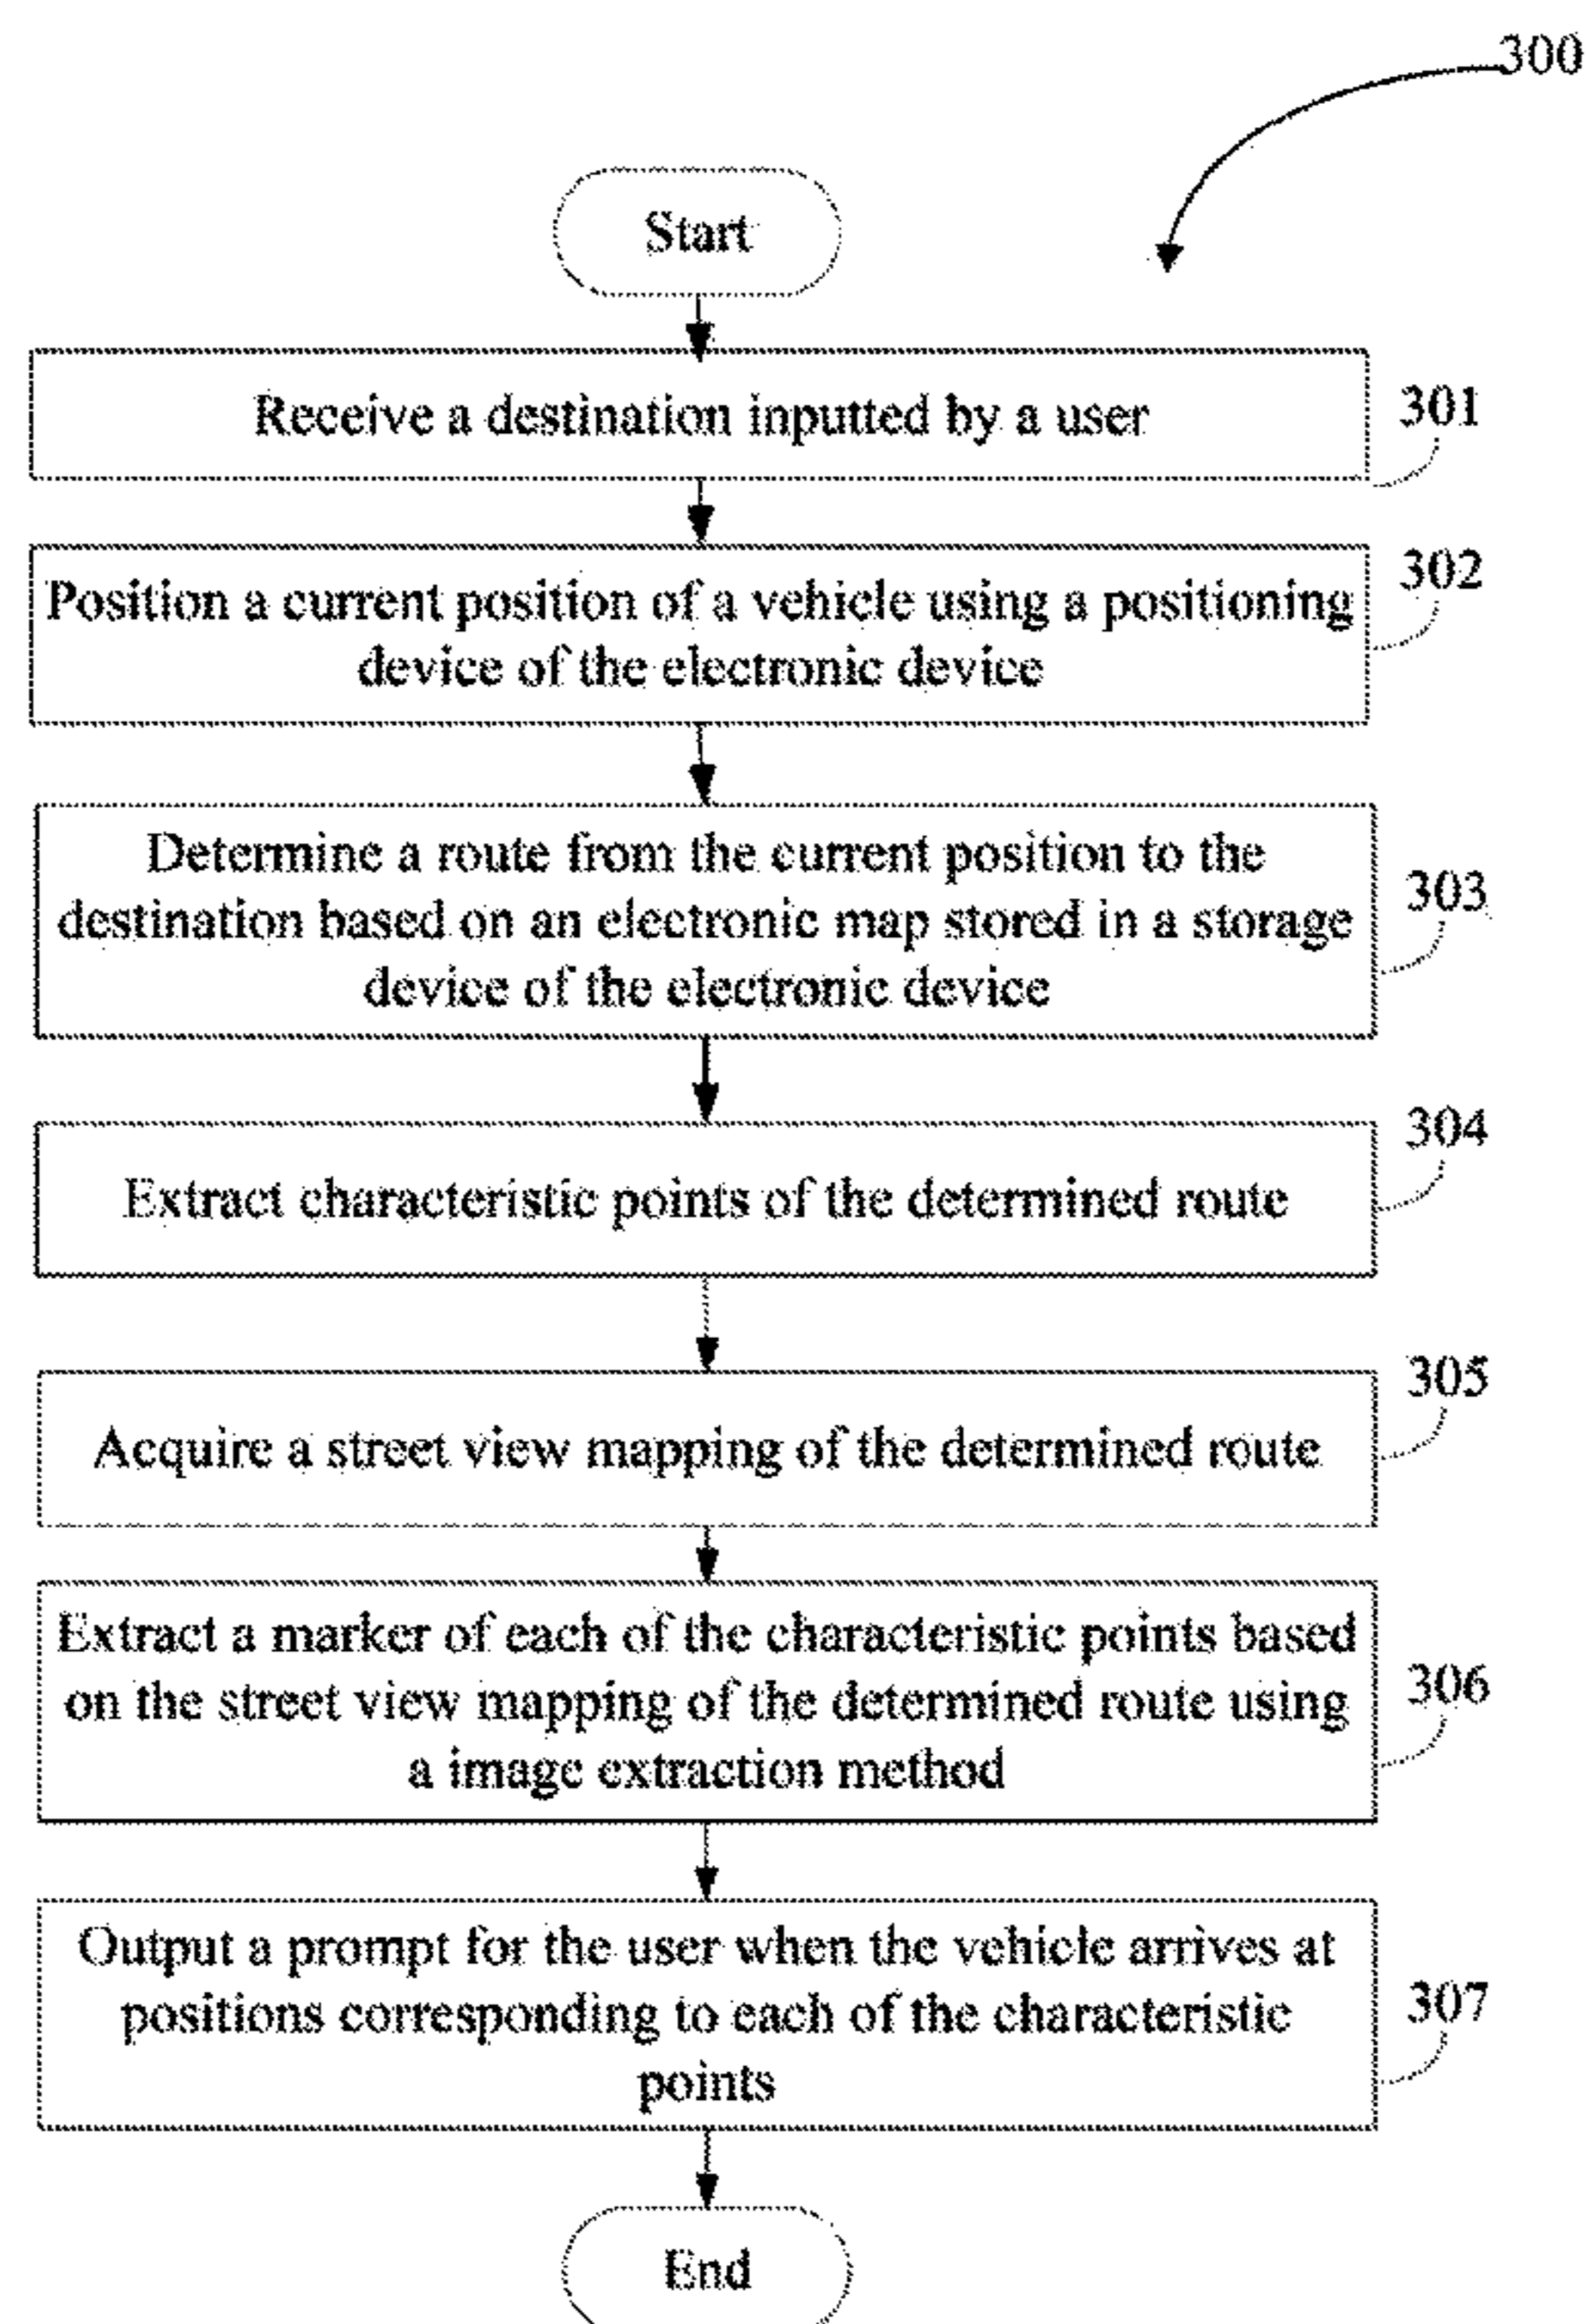 300
Start
Receive a destination inputted by a user
301
Position a current position of a vehicle using a positioning
device of the electronic device
302
Determine a route from the current position to the
destination based on an electronic map stored in a storage
device of the electronic device
303
Extract characteristic points of the determined route
304
Acquire a street view mapping of the determined route
305
Extract a marker of each of the characteristic points based
on the street view mapping of the determined route using
a image extraction method
306
Output a prompt for the user when the vehicle arrives at
positions corresponding to each of the characteristic
points
307
End